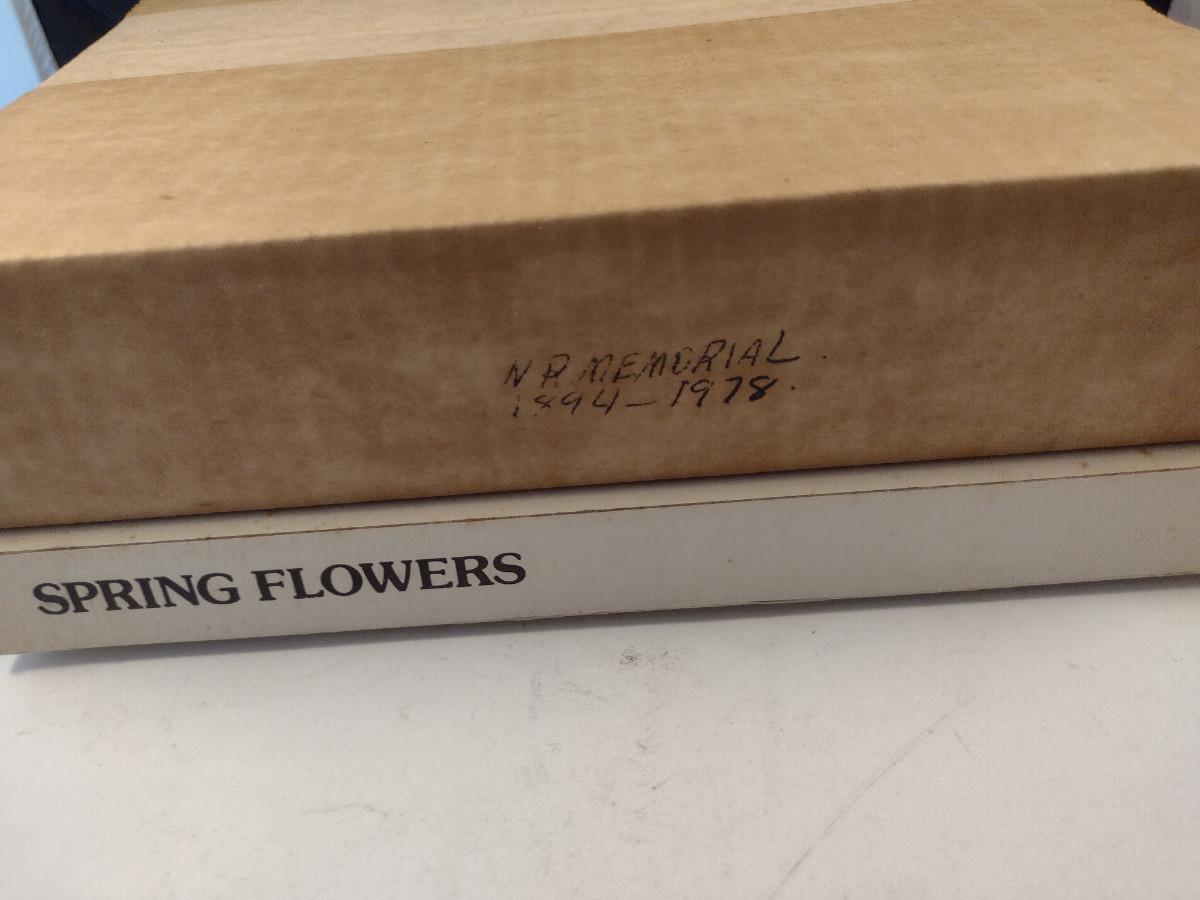 N R MEMORIAL.
1894-1978.
SPRING FLOWERS